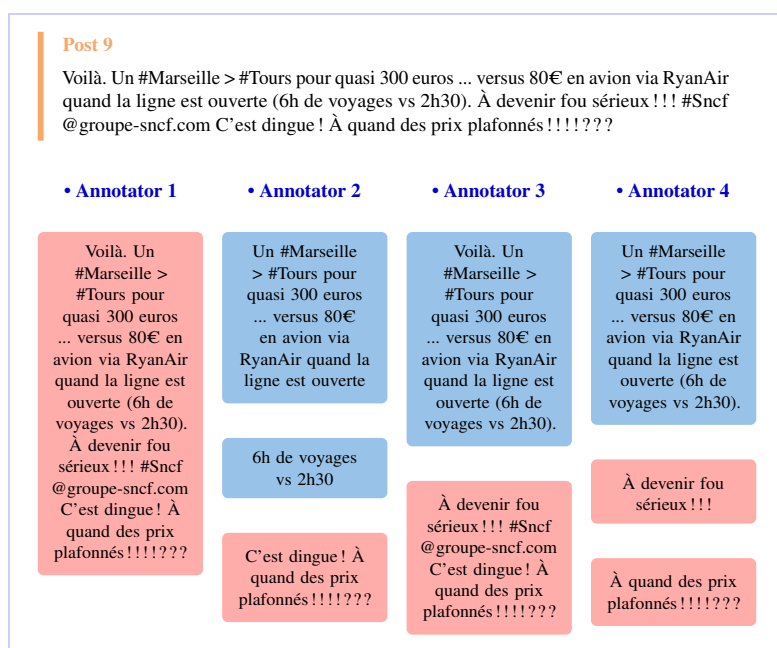 Post 9
Voilà. Un #Marseille > #Tours pour quasi 300 euros ... versus 80€ en avion via RyanAir
quand la ligne est ouverte (6h de voyages vs 2h30). À devenir fou sérieux ! ! ! #Sncf
@groupe-sncf.com C'est dingue ! À quand des prix plafonnés ! ! ! ! ? ? ?
• Annotator 1
Voilà. Un
#Marseille >
#Tours pour
quasi 300 euros
... versus 80€ en
avion via RyanAir
quand la ligne est
ouverte (6h de
voyages vs 2h30).
À devenir fou
sérieux ! ! ! #Sncf
@groupe-sncf.com
C'est dingue ! À
quand des prix
plafonnés ! ! ! ! ? ? ?
• Annotator 2
Un #Marseille
> #Tours pour
quasi 300 euros
... versus 80€
en avion via
RyanAir quand la
ligne est ouverte
6h de voyages
vs 2h30
C'est dingue ! À
quand des prix
plafonnés ! ! ! ! ? ? ?
• Annotator 3
Voilà. Un
#Marseille >
#Tours pour
quasi 300 euros
... versus 80€ en
avion via RyanAir
quand la ligne est
ouverte (6h de
voyages vs 2h30).
À devenir fou
sérieux ! ! ! #Sncf
@groupe-sncf.com
C'est dingue ! À
quand des prix
plafonnés ! ! ! ! ? ? ?
• Annotator 4
Un #Marseille
> #Tours pour
quasi 300 euros
... versus 80€ en
avion via RyanAir
quand la ligne est
ouverte (6h de
voyages vs 2h30).
À devenir fou
sérieux ! ! !
À quand des prix
plafonnés ! ! ! ! ? ? ?